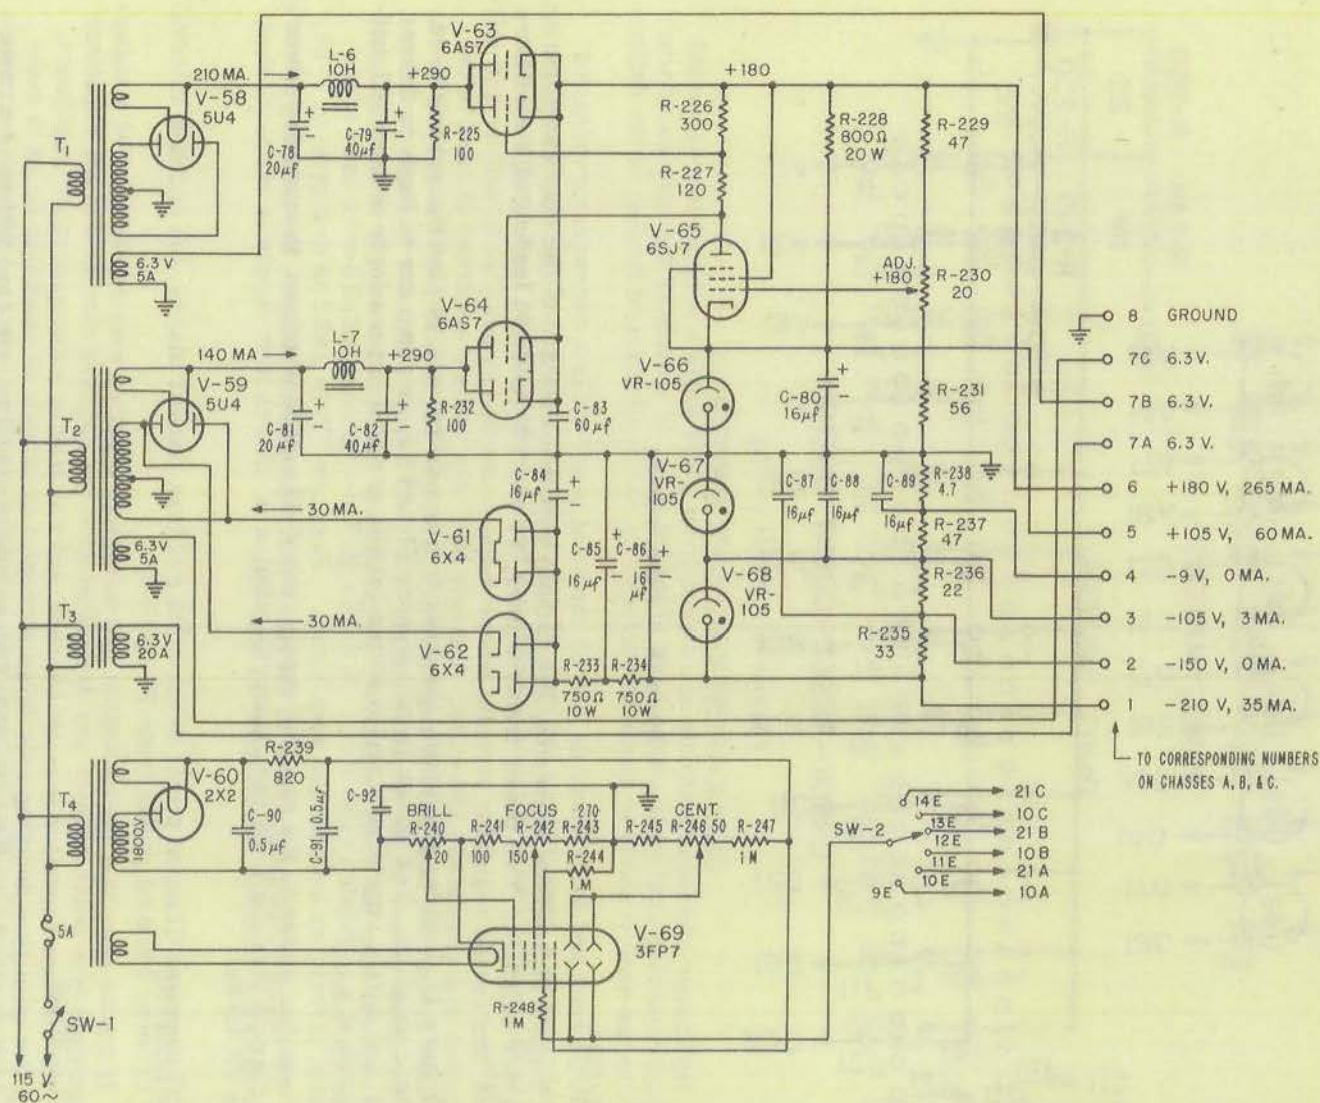 V-63
6AS7
L-6
10H
210 MA.
+290
+180
V-58
5U4
T1
C-78
20µf
C-79
40µf
R-225
100
R-226
300
R-228
800Ω
20 W
R-229
47
R-227
120
V-65
6SJ7
ADJ.
+180
R-230
20
6.3 V
5A
V-64
6AS7
L-7
10H
140 MA
+290
V-59
5U4
T2
C-81
20µf
C-82
40µf
R-232
100
C-83
60µf
V-66
VR-105
C-80
16µf
R-231
56
8 GROUND
7C 6.3V.
7B 6.3 V.
7A 6.3 V.
6 +180 V, 265 MA.
5 +105 V, 60 MA.
4 -9 V, 0 MA.
3 -105 V, 3 MA.
2 -150 V, 0 MA.
1 -210 V, 35 MA.
TO CORRESPONDING NUMBERS
ON CHASSES A, B, & C.
C-84
16µf
V-67
VR-
105
C-87
16µf
C-88
16µf
C-89
16µf
R-238
4.7
R-237
47
30 MA.
V-61
6X4
C-85
16µf
C-86
16
µf
V-68
VR-
105
R-236
22
6.3V
5A
30 MA.
V-62
6X4
R-235
33
T3
6.3V
20A
R-233
750Ω
10W
R-234
750Ω
10W
T4
V-60
2X2
R-239
820
1800V
C-90
0.5µf
C-91
0.5µf
C-92
BRILL
R-240
20
R-241
100
FOCUS
R-242
150
270
R-243
R-244
1 M
R-245
CENT.
R-246 50
R-247
1 M
SW-2
14E
21C
10C
13E
21B
12E
10B
11E
21A
10E
9E
10A
V-69
3FP7
R-248
1 M
5A
SW-1
115 V.
60~